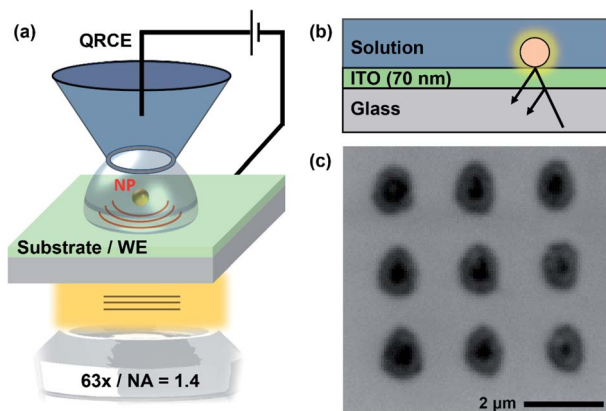 (a)
QRCE
NP
Substrate / WE
63x / NA = 1.4
(b)
Solution
ITO (70 nm)
Glass
(c)
2 µm